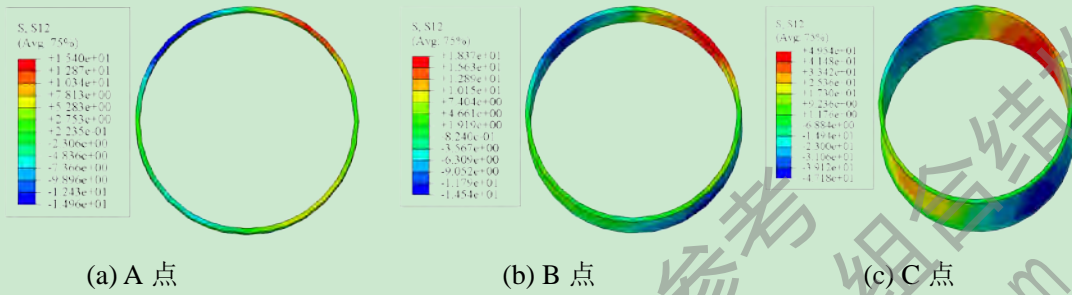 S, S12
(Avg. 75%)
+1.540e+01
+1.287e+01
+1.034e+01
+7.813e+00
+5.283e+00
+2.753e+00
+2.235e-01
-2.306e+00
-4.836e+00
-7.366e+00
-9.896e+00
-1.243e+01
-1.496e+01
S, S12
(Avg. 75%)
+1.837e+01
+1.563e+01
+1.289e+01
+1.015e+01
+7.404e+00
+4.661e+00
+1.919e+00
-8.240e-01
-3.567e+00
-6.309e+00
-9.052e+00
-1.179e+01
-1.454e+01
S, S12
(Avg. 75%)
+4.954e+01
+4.148e+01
+3.342e+01
+2.536e+01
+1.730e+01
+9.236e+00
+1.176e+00
-6.884e+00
-1.494e+01
-2.300e+01
-3.106e+01
-3.912e+01
-4.718e+01
(a) A 点
(b) B 点
(c) C 点
参考
组合结
m